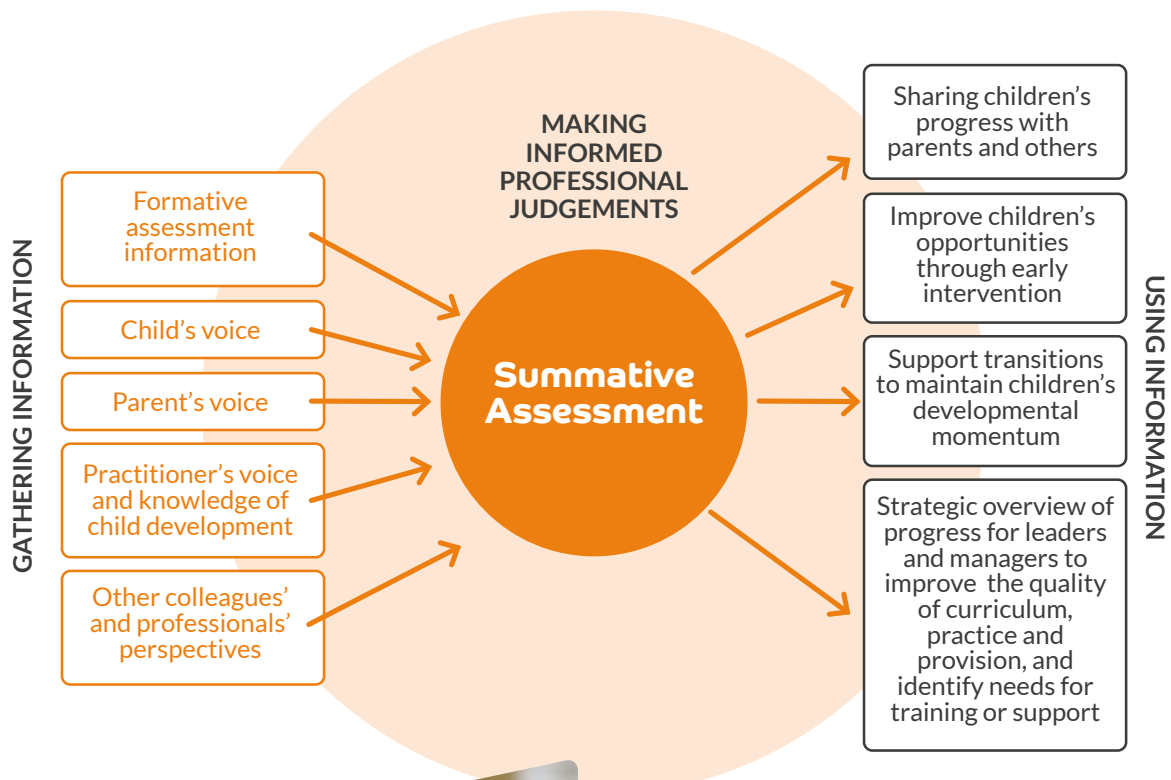 GATHERING INFORMATION
Formative
assessment
information
Child’s voice
Parent’s voice
Practitioner’s voice
and knowledge of
child development
Other colleagues’
and professionals’
perspectives
MAKING
INFORMED
PROFESSIONAL
JUDGEMENTS
Summative
Assessment
Sharing children’s
progress with
parents and others
Improve children’s
opportunities
through early
intervention
Support transitions
to maintain children’s
developmental
momentum
Strategic overview of
progress for leaders
and managers to
improve the quality
of curriculum,
practice and
provision, and
identify needs for
training or support
USING INFORMATION